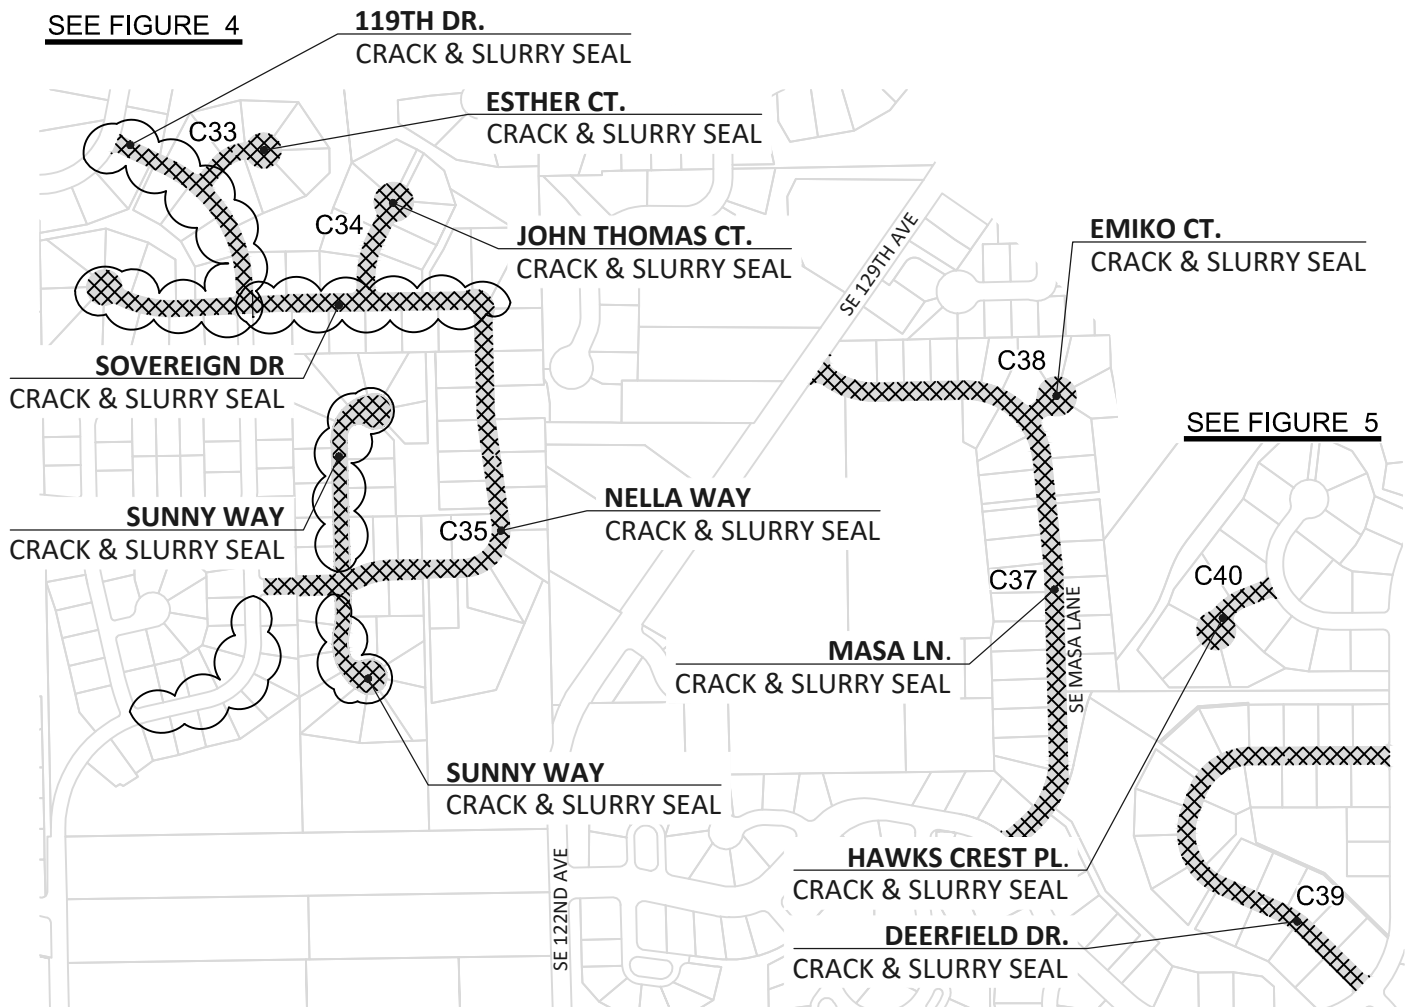 SEE FIGURE 4
119TH DR.
CRACK & SLURRY SEAL
ESTHER CT.
CRACK & SLURRY SEAL
C33
C34
JOHN THOMAS CT.
CRACK & SLURRY SEAL
SE 129TH AVE
EMIKO CT.
CRACK & SLURRY SEAL
SOVEREIGN DR
CRACK & SLURRY SEAL
C38
SEE FIGURE 5
SUNNY WAY
CRACK & SLURRY SEAL
C35
NELLA WAY
CRACK & SLURRY SEAL
C37
C40
MASA LN.
CRACK & SLURRY SEAL
SE MASA LANE
SUNNY WAY
CRACK & SLURRY SEAL
SE 122ND AVE
HAWKS CREST PL.
CRACK & SLURRY SEAL
C39
DEERFIELD DR.
CRACK & SLURRY SEAL